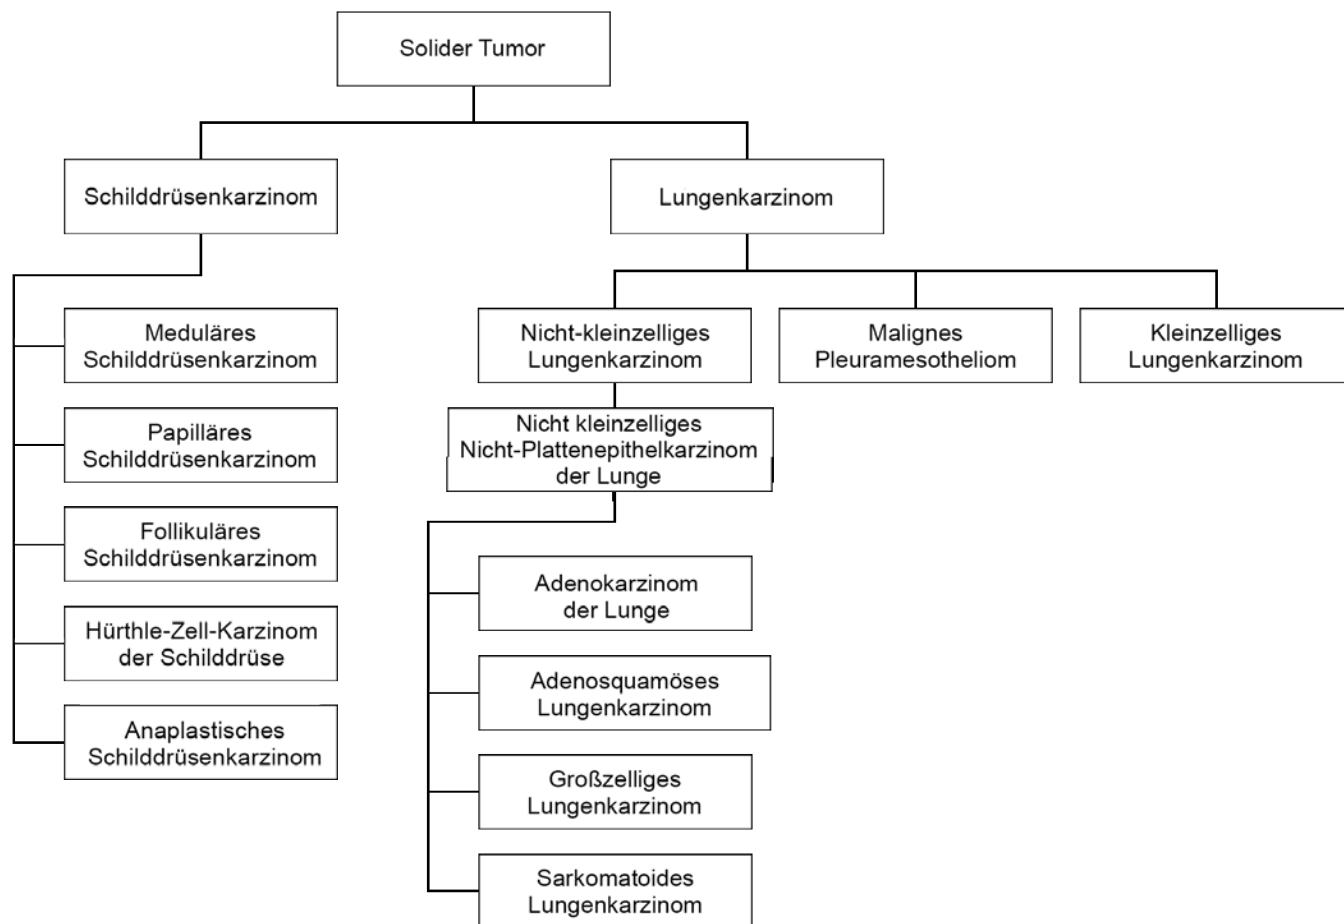 Solider Tumor
Schilddrüsenkarzinom
Lungenkarzinom
Meduläres
Schilddrüsenkarzinom
Papilläres
Schilddrüsenkarzinom
Follikuläres
Schilddrüsenkarzinom
Hürthle-Zell-Karzinom
der Schilddrüse
Anaplastisches
Schilddrüsenkarzinom
Nicht-kleinzelliges
Lungenkarzinom
Malignes
Pleuramesotheliom
Kleinzelliges
Lungenkarzinom
Nicht kleinzelliges
Nicht-Plattenepithelkarzinom
der Lunge
Adenokarzinom
der Lunge
Adenosquamöses
Lungenkarzinom
Großzelliges
Lungenkarzinom
Sarkomatoides
Lungenkarzinom